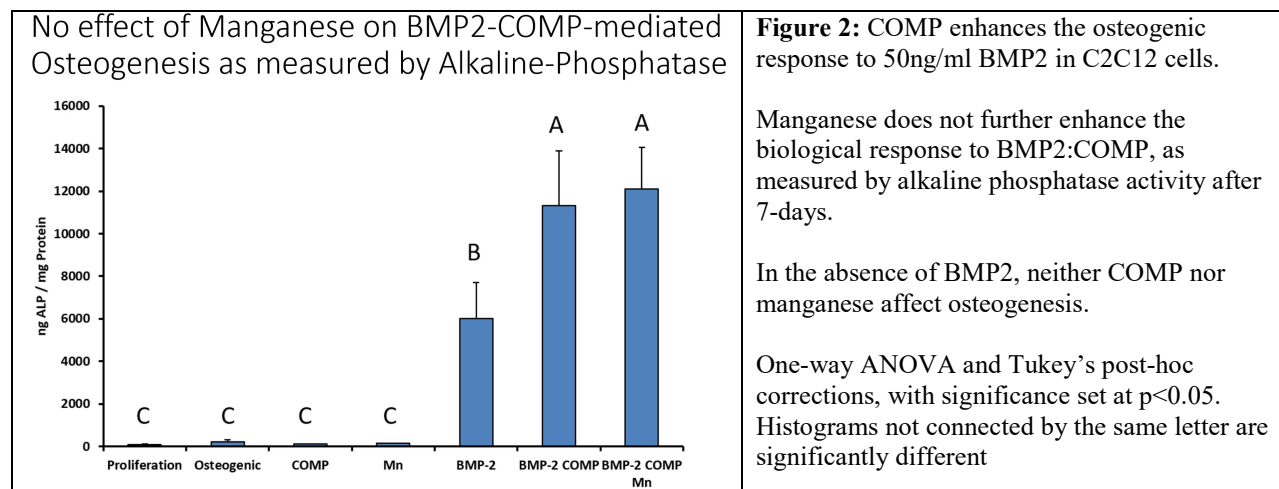 No effect of Manganese on BMP2-COMP-mediated
Osteogenesis as measured by Alkaline-Phosphatase
16000
14000
12000
10000
8000
6000
4000
2000
0
ng ALP / mg Protein
C
C
C
C
B
A
A
Proliferation
Osteogenic
COMP
Mn
BMP-2
BMP-2 COMP
BMP-2 COMP
Mn
Figure 2: COMP enhances the osteogenic
response to 50ng/ml BMP2 in C2C12 cells.
Manganese does not further enhance the
biological response to BMP2:COMP, as
measured by alkaline phosphatase activity after
7-days.
In the absence of BMP2, neither COMP nor
manganese affect osteogenesis.
One-way ANOVA and Tukey’s post-hoc
corrections, with significance set at p<0.05.
Histograms not connected by the same letter are
significantly different